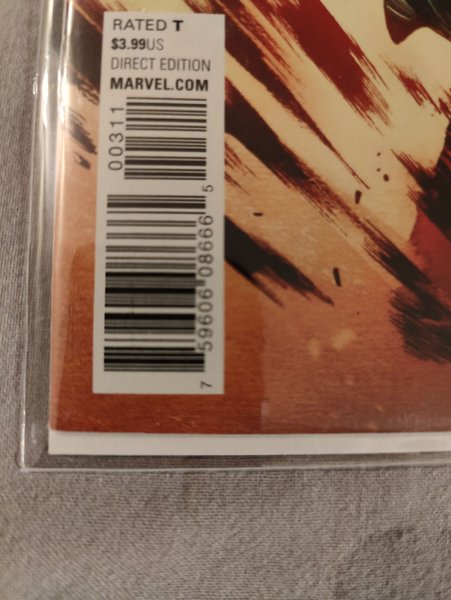 RATED T
$3.99US
DIRECT EDITION
MARVEL.COM
00311
7 59606 08666 5